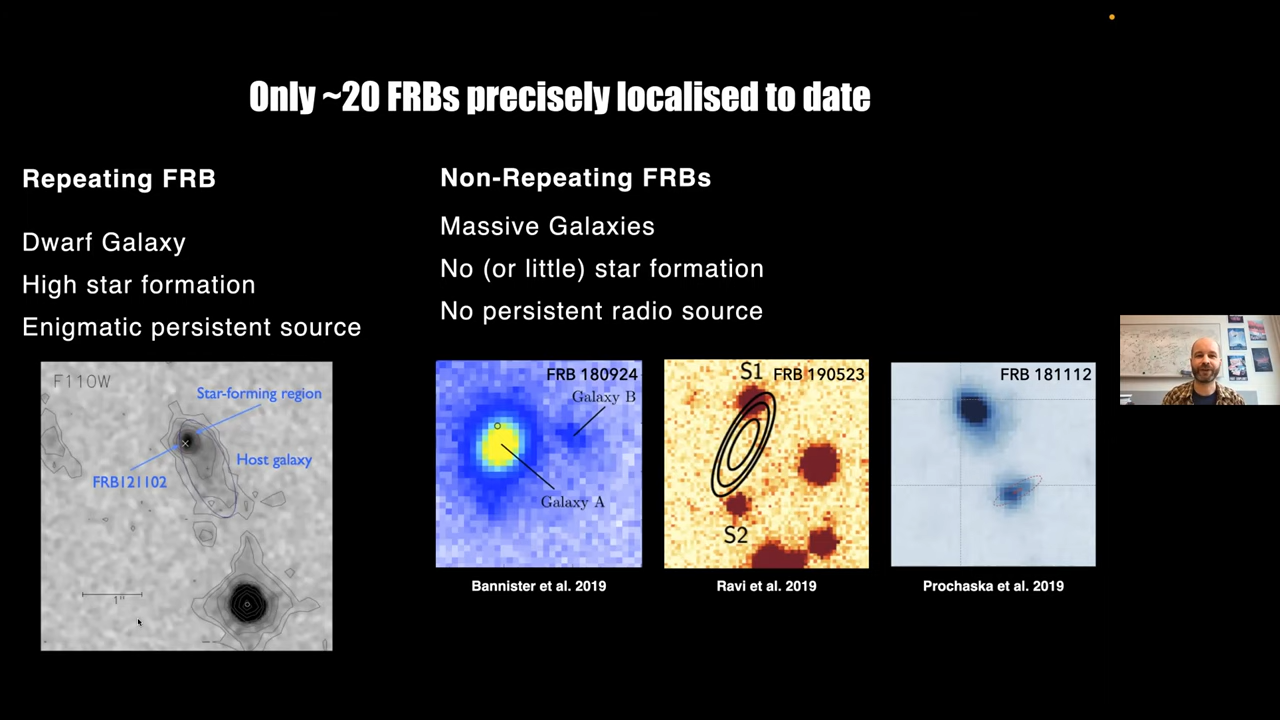 Only ~20 FRBs precisely localised to date
Repeating FRB
Dwarf Galaxy
High star formation
Enigmatic persistent source
F110W
Star-forming region
Host galaxy
FRB121102
1"
Non-Repeating FRBs
Massive Galaxies
No (or little) star formation
No persistent radio source
FRB 180924
Galaxy B
Galaxy A
Bannister et al. 2019
S1
FRB 190523
S2
Ravi et al. 2019
FRB 181112
Prochaska et al. 2019